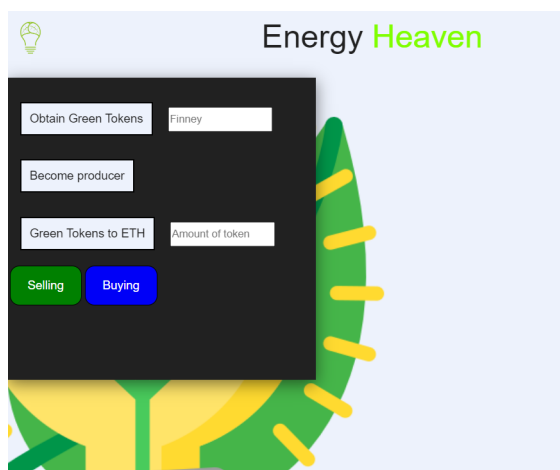 Energy Heaven
Obtain Green Tokens Finney
Become producer
Green Tokens to ETH Amount of token
Selling Buying